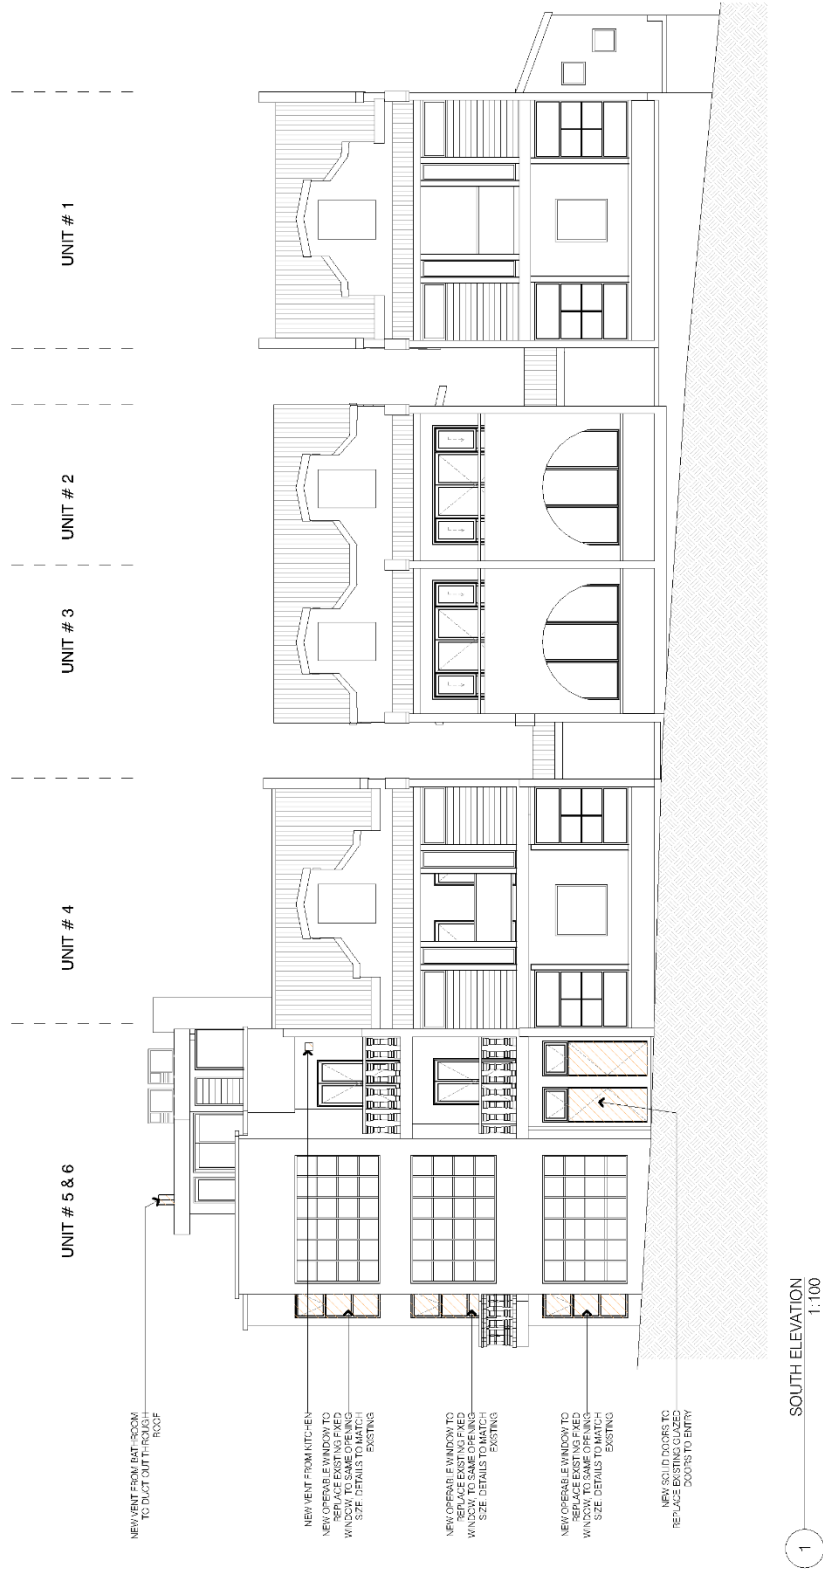 UNIT # 5 & 6
UNIT # 4
UNIT # 3
UNIT # 2
UNIT # 1
NEW VENT FROM BATHROOM
TO DUCT OUT THROUGH
ROOF
NEW VENT FROM KITCHEN
NEW OPERABLE WINDOW TO
REPLACE EXISTING FIXED
WINDOW, TO SAME OPENING
SIZE. DETAILS TO MATCH
EXISTING
NEW OPERABLE WINDOW TO
REPLACE EXISTING FIXED
WINDOW, TO SAME OPENING
SIZE. DETAILS TO MATCH
EXISTING
NEW OPERABLE WINDOW TO
REPLACE EXISTING FIXED
WINDOW, TO SAME OPENING
SIZE. DETAILS TO MATCH
EXISTING
NEW SOLID DOORS TO
REPLACE EXISTING GLAZED
DOORS TO ENTRY
1
SOUTH ELEVATION
1:100